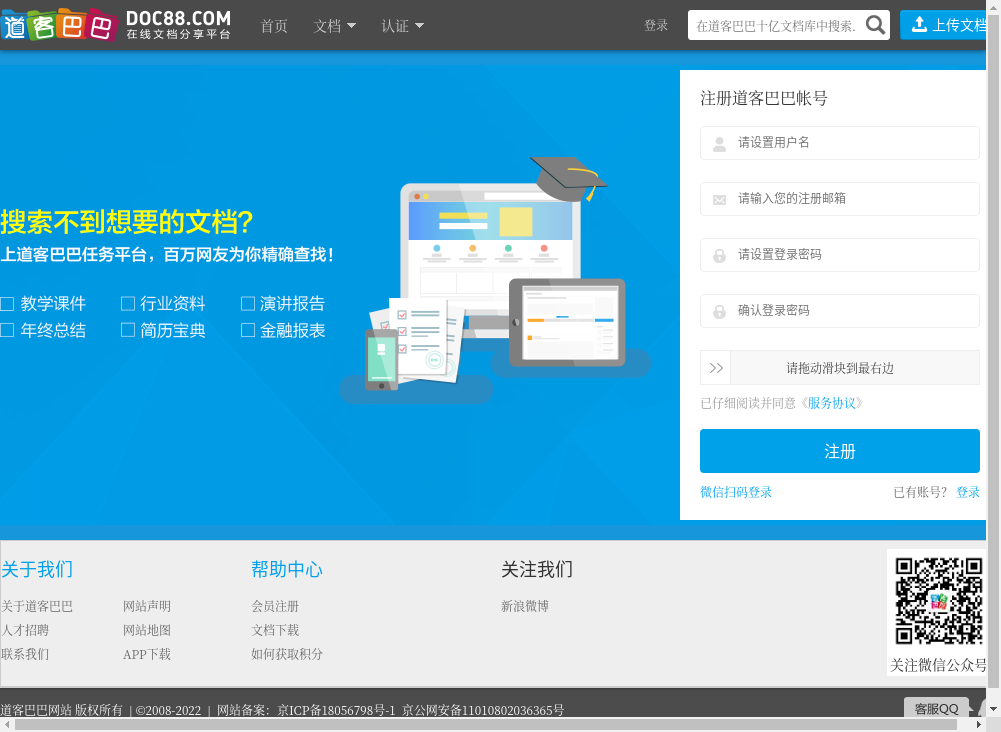 道客巴巴 DOC88.COM 在线文档分享平台 首页 文档 认证 登录 在道客巴巴十亿文档库中搜索. 上传文档
注册道客巴巴帐号
请设置用户名
请输入您的注册邮箱
请设置登录密码
确认登录密码
请拖动滑块到最右边
已仔细阅读并同意《服务协议》
注册
微信扫码登录 已有账号? 登录
搜索不到想要的文档?
上道客巴巴任务平台，百万网友为你精确查找！
教学课件 行业资料 演讲报告
年终总结 简历宝典 金融报表
关于我们 帮助中心 关注我们
关于道客巴巴 网站声明 会员注册 新浪微博
人才招聘 网站地图 文档下载
联系我们 APP下载 如何获取积分
关注微信公众号
道客巴巴网站 版权所有 | ©2008-2022 | 网站备案：京ICP备18056798号-1 京公网安备11010802036365号
客服QQ